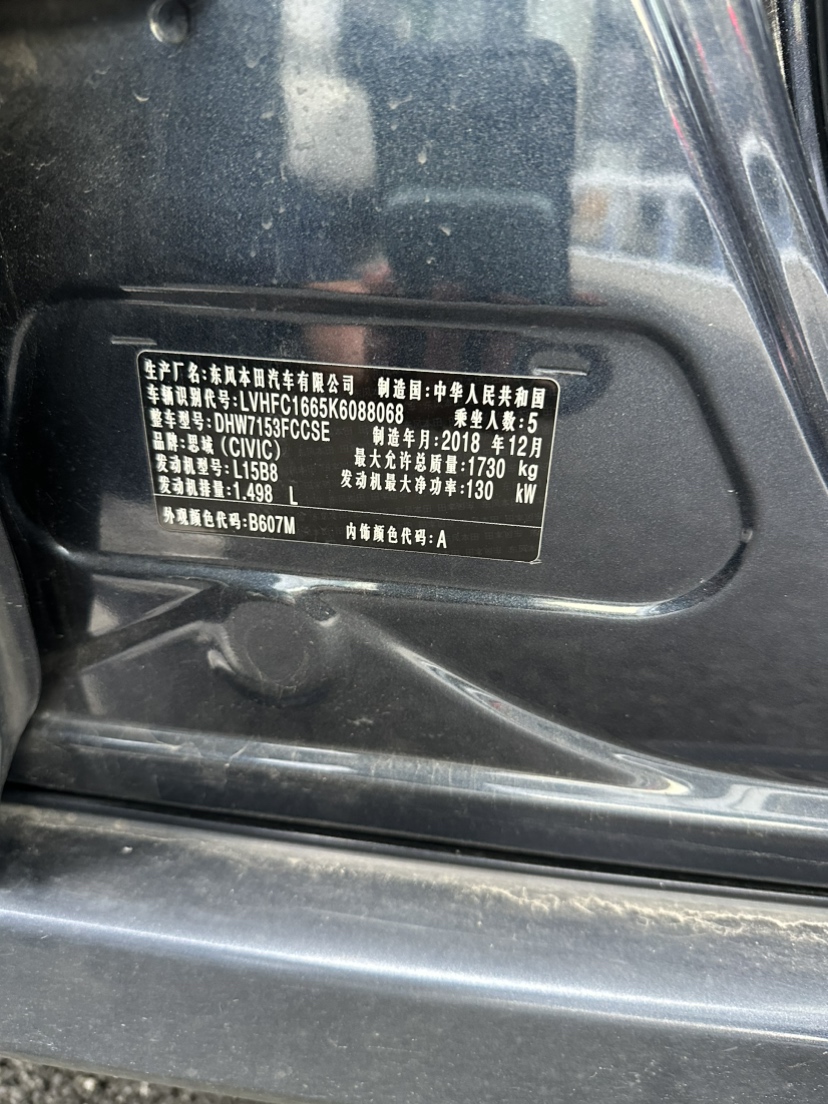 生产厂名:东风本田汽车有限公司 制造国:中华人民共和国
车辆识别代号:LVHFC1665K6088068 乘坐人数:5
整车型号:DHW7153FCCSE 制造年月:2018 年12月
品牌:思域(CIVIC) 最大允许总质量:1730 kg
发动机型号:L15B8 发动机最大净功率:130 kW
发动机排量:1.498 L
外观颜色代码:B607M 内饰颜色代码:A